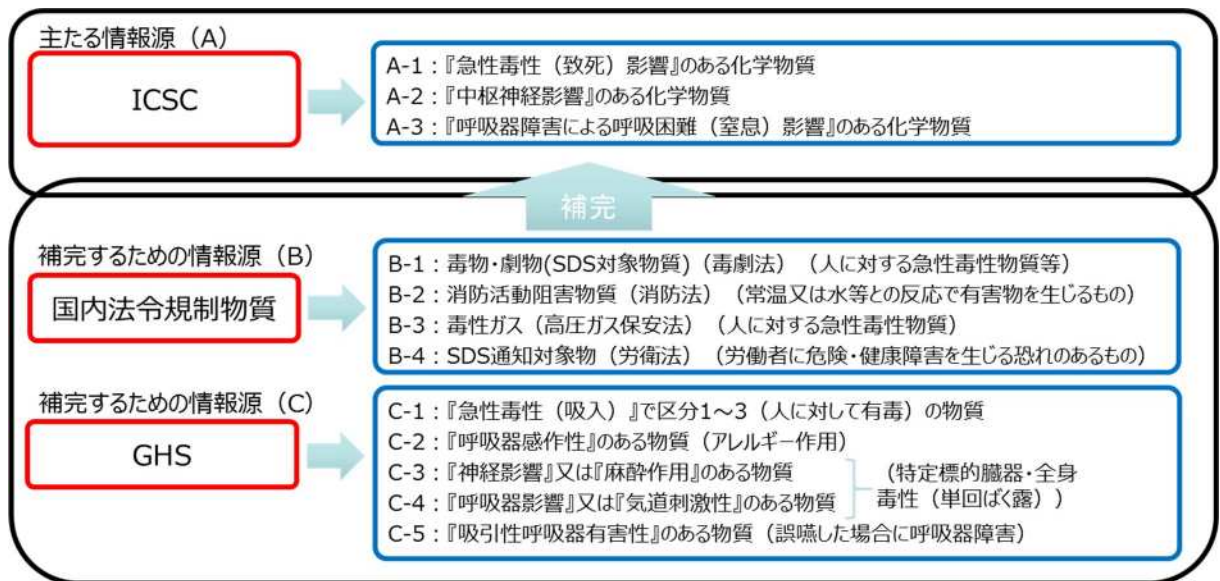 主たる情報源（A）
ICSC
A-1：『急性毒性（致死）影響』のある化学物質
A-2：『中枢神経影響』のある化学物質
A-3：『呼吸器障害による呼吸困難（窒息）影響』のある化学物質
補完
補完するための情報源（B）
国内法令規制物質
B-1：毒物・劇物(SDS対象物質)（毒劇法）（人に対する急性毒性物質等）
B-2：消防活動阻害物質（消防法）（常温又は水等との反応で有害物を生じるもの）
B-3：毒性ガス（高圧ガス保安法）（人に対する急性毒性物質）
B-4：SDS通知対象物（労衛法）（労働者に危険・健康障害を生じる恐れのあるもの）
補完するための情報源（C）
GHS
C-1：『急性毒性（吸入）』で区分1～3（人に対して有毒）の物質
C-2：『呼吸器感作性』のある物質（アレルギー作用）
C-3：『神経影響』又は『麻酔作用』のある物質
C-4：『呼吸器影響』又は『気道刺激性』のある物質
（特定標的臓器・全身
毒性（単回ばく露））
C-5：『吸引性呼吸器有害性』のある物質（誤嚥した場合に呼吸器障害）